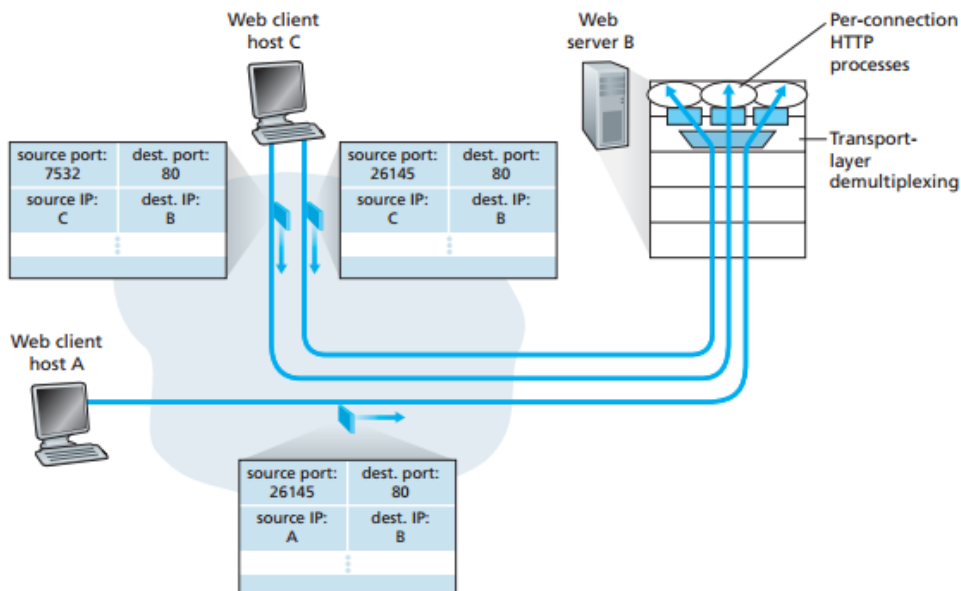 Web client
host C
Web
server B
Per-connection
HTTP
processes
Transport-
layer
demultiplexing
source port:
7532
dest. port:
80
source IP:
C
dest. IP:
B
source port:
26145
dest. port:
80
source IP:
C
dest. IP:
B
Web client
host A
source port:
26145
dest. port:
80
source IP:
A
dest. IP:
B